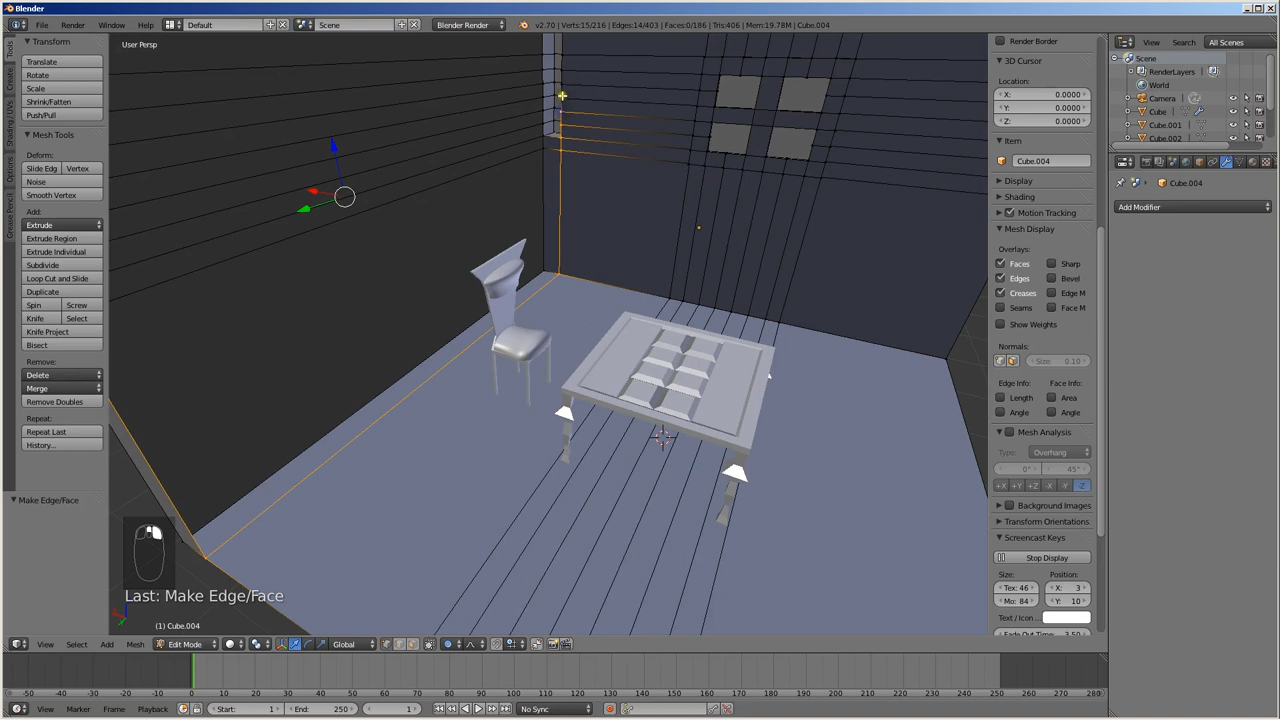 Blender
File Render Window Help Default Scene Blender Render v2.70 | Verts:15/216 | Edges:14/403 | Faces:0/186 | Tris:406 | Mem:19.78M | Cube.004
Tools
Create
Shading / UVs
Options
Grease Pencil
Transform
Translate
Rotate
Scale
Shrink/Fatten
Push/Pull
Mesh Tools
Deform:
Slide Edg Vertex
Noise
Smooth Vertex
Add:
Extrude
Extrude Region
Extrude Individual
Subdivide
Loop Cut and Slide
Duplicate
Spin Screw
Knife Select
Knife Project
Bisect
Remove:
Delete
Merge
Remove Doubles
Repeat:
Repeat Last
History...
Make Edge/Face
User Persp
Last: Make Edge/Face
(1) Cube.004
Render Border
3D Cursor
Location:
X: 0.0000
Y: 0.0000
Z: 0.0000
Item
Cube.004
Display
Shading
Motion Tracking
Mesh Display
Overlays:
Faces Sharp
Edges Bevel
Creases Edge M
Seams Face M
Show Weights
Normals:
Size: 0.10
Edge Info: Face Info:
Length Area
Angle Angle
Mesh Analysis
Type: Overhang
0° 45°
+X +Y +Z -X -Y -Z
Background Images
Transform Orientations
Screencast Keys
Stop Display
Size: Position:
Tex: 46 X: 3
Mo: 84 Y: 10
Text / Icon
Fade Out Time: 3.50
View Search All Scenes
Scene
RenderLayers
World
Camera
Cube
Cube.001
Cube.002
Cube.004
Add Modifier
View Select Add Mesh Edit Mode Global
-50 -40 -30 -20 -10 0 10 20 30 40 50 60 70 80 90 100 110 120 130 140 150 160 170 180 190 200 210 220 230 240 250 260 270 280
View Marker Frame Playback Start: 1 End: 250 1 No Sync